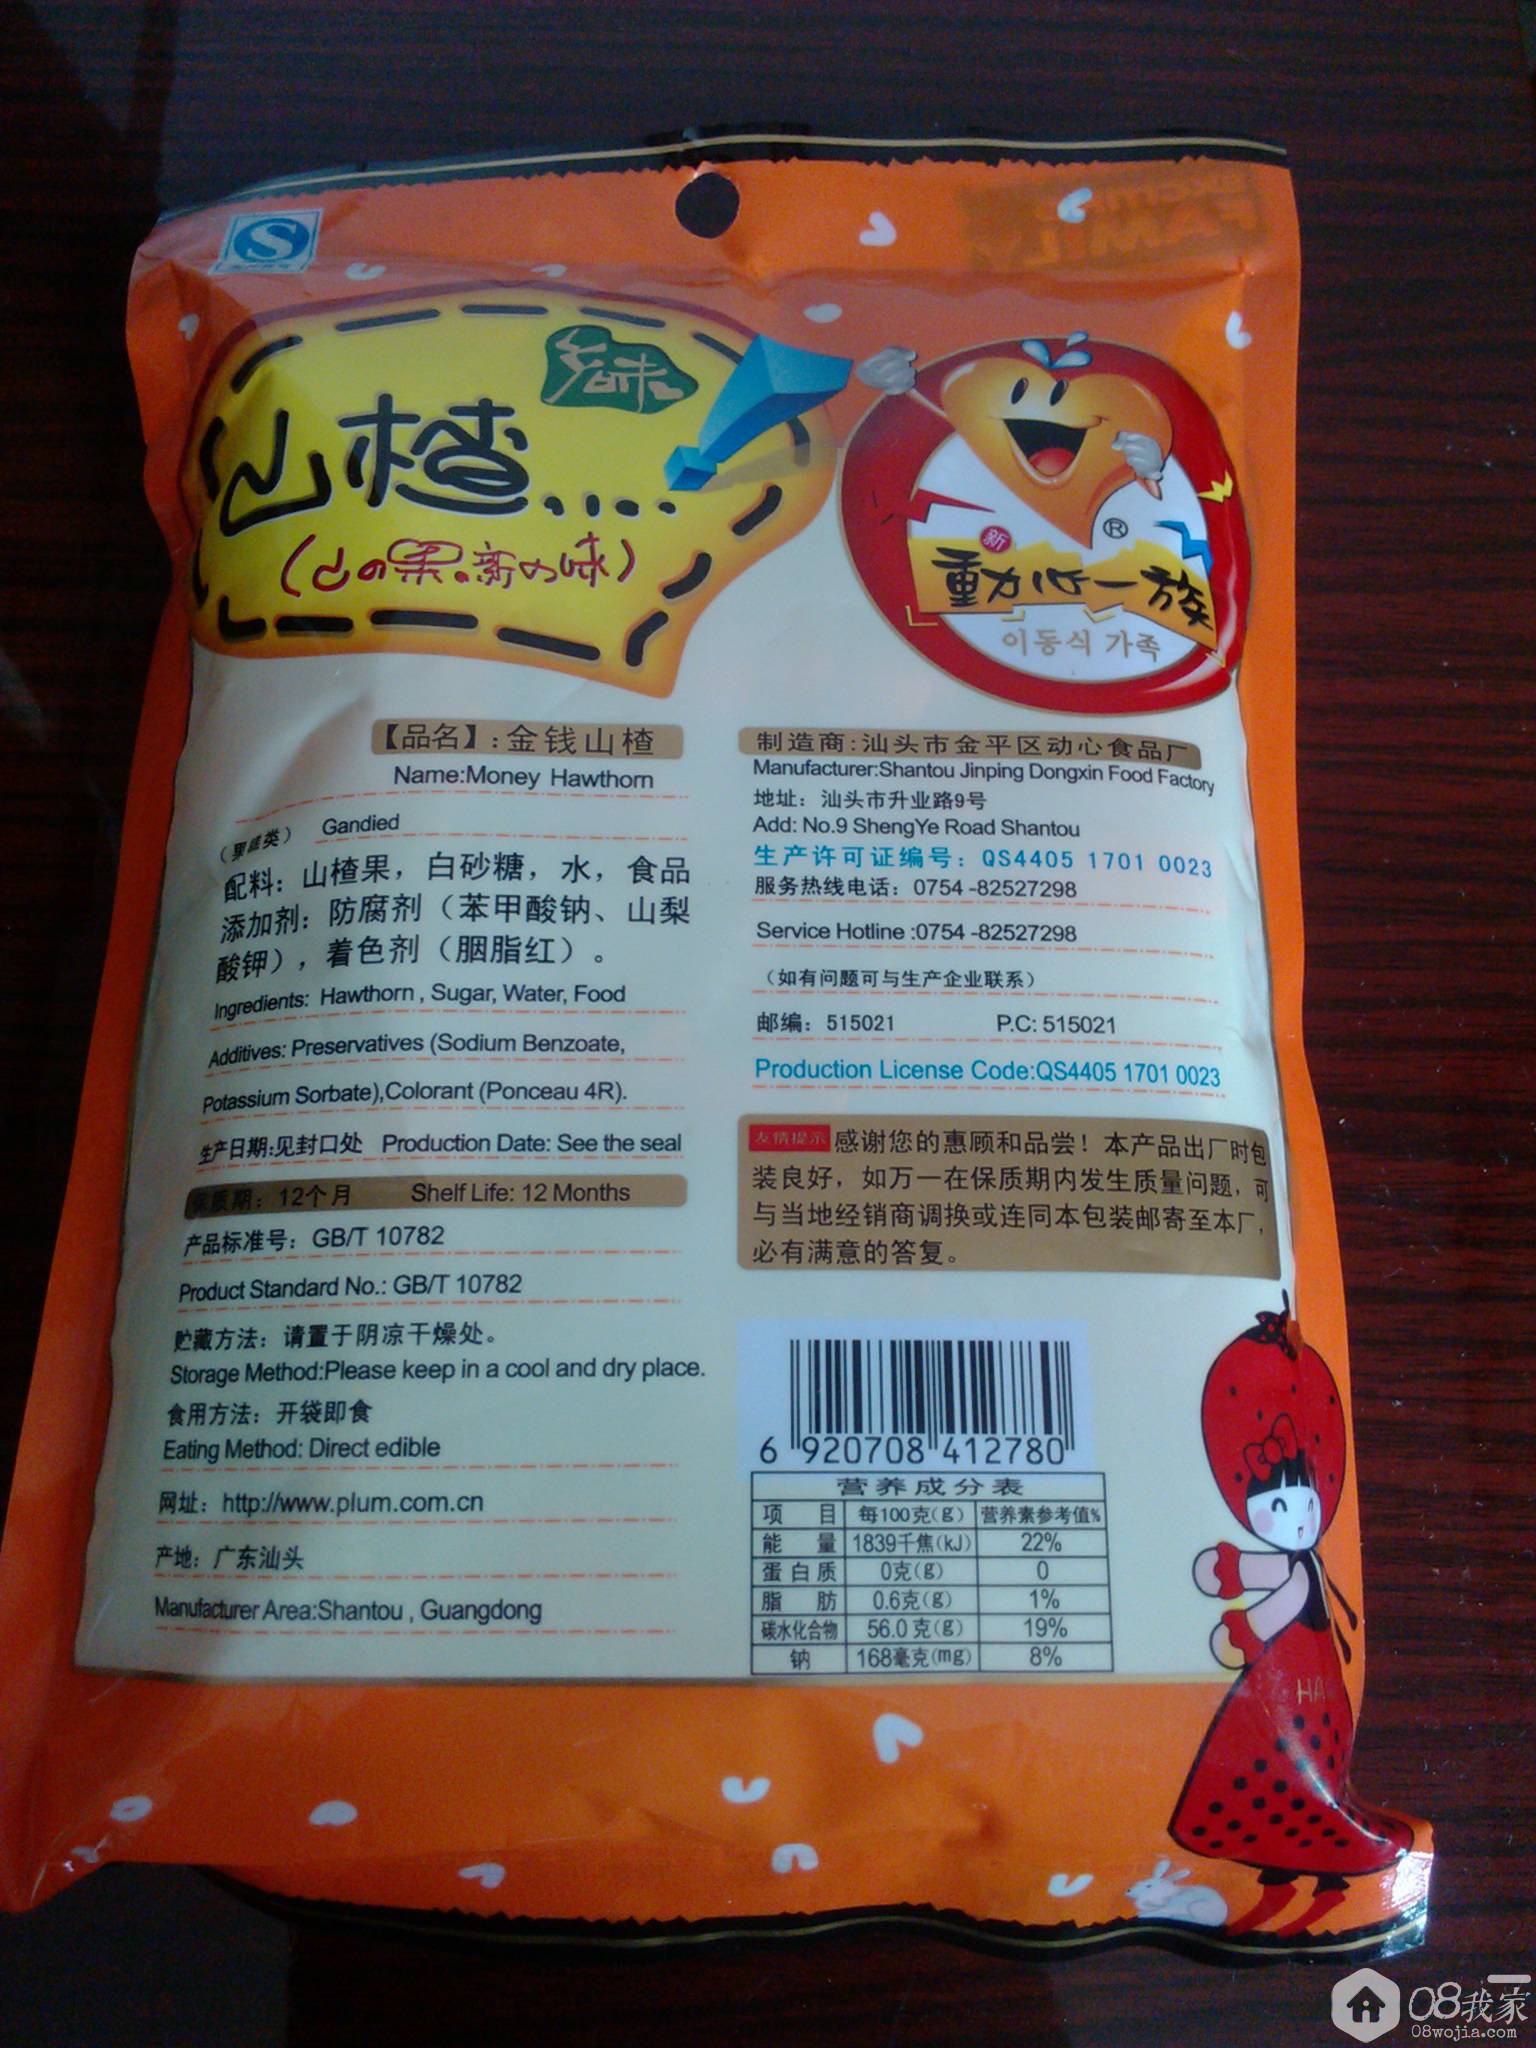 S
乡味
山楂....
(山の果.新の味)
新
動心一族
®
이동식 가족
【品名】:金钱山楂
Name:Money Hawthorn
(果脯类) Gandied
配料：山楂果，白砂糖，水，食品
添加剂：防腐剂（苯甲酸钠、山梨
酸钾），着色剂（胭脂红）。
Ingredients: Hawthorn , Sugar, Water, Food
Additives: Preservatives (Sodium Benzoate,
Potassium Sorbate),Colorant (Ponceau 4R).
生产日期:见封口处 Production Date: See the seal
保质期：12个月 Shelf Life: 12 Months
产品标准号：GB/T 10782
Product Standard No.: GB/T 10782
贮藏方法：请置于阴凉干燥处。
Storage Method:Please keep in a cool and dry place.
食用方法：开袋即食
Eating Method: Direct edible
网址：http://www.plum.com.cn
产地：广东汕头
Manufacturer Area:Shantou , Guangdong
制造商:汕头市金平区动心食品厂
Manufacturer:Shantou Jinping Dongxin Food Factory
地址：汕头市升业路9号
Add: No.9 ShengYe Road Shantou
生产许可证编号：QS4405 1701 0023
服务热线电话：0754 -82527298
Service Hotline :0754 -82527298
（如有问题可与生产企业联系）
邮编：515021 P.C: 515021
Production License Code:QS4405 1701 0023
友情提示 感谢您的惠顾和品尝！本产品出厂时包
装良好，如万一在保质期内发生质量问题，可
与当地经销商调换或连同本包装邮寄至本厂，
必有满意的答复。
6 920708 412780
营养成分表
项 目 每100克(g) 营养素参考值%
能 量 1839千焦(kJ) 22%
蛋白质 0克(g) 0
脂 肪 0.6克(g) 1%
碳水化合物 56.0克(g) 19%
钠 168毫克(mg) 8%
HA
08我家
08wojia.com